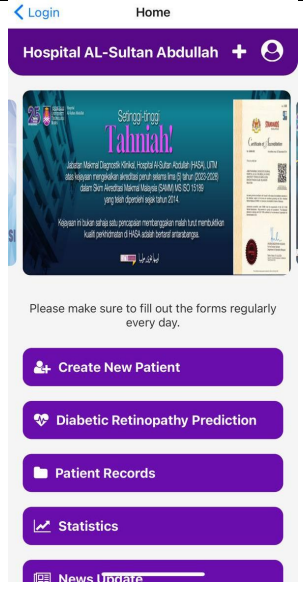 Login
Home
Hospital AL-Sultan Abdullah
Setinggi-tinggi
Tahniah!
Jabatan Makmal Diagnostik Klinikal, Hospital Al-Sultan Abdullah (HASA), UiTM
atas kejayaan mengekalkan akreditasi penuh selama lima (5) tahun (2023-2028)
dalam Skim Akreditasi Makmal Malaysia (SAMM) MS ISO 15189
yang telah diperolehi sejak tahun 2014.
Kejayaan ini bukan sahaja satu pencapaian membanggakan malah turut membuktikan
kualiti perkhidmatan di HASA adalah bertaraf antarabangsa.
Certificate of Accreditation
Please make sure to fill out the forms regularly
every day.
Create New Patient
Diabetic Retinopathy Prediction
Patient Records
Statistics
News Update